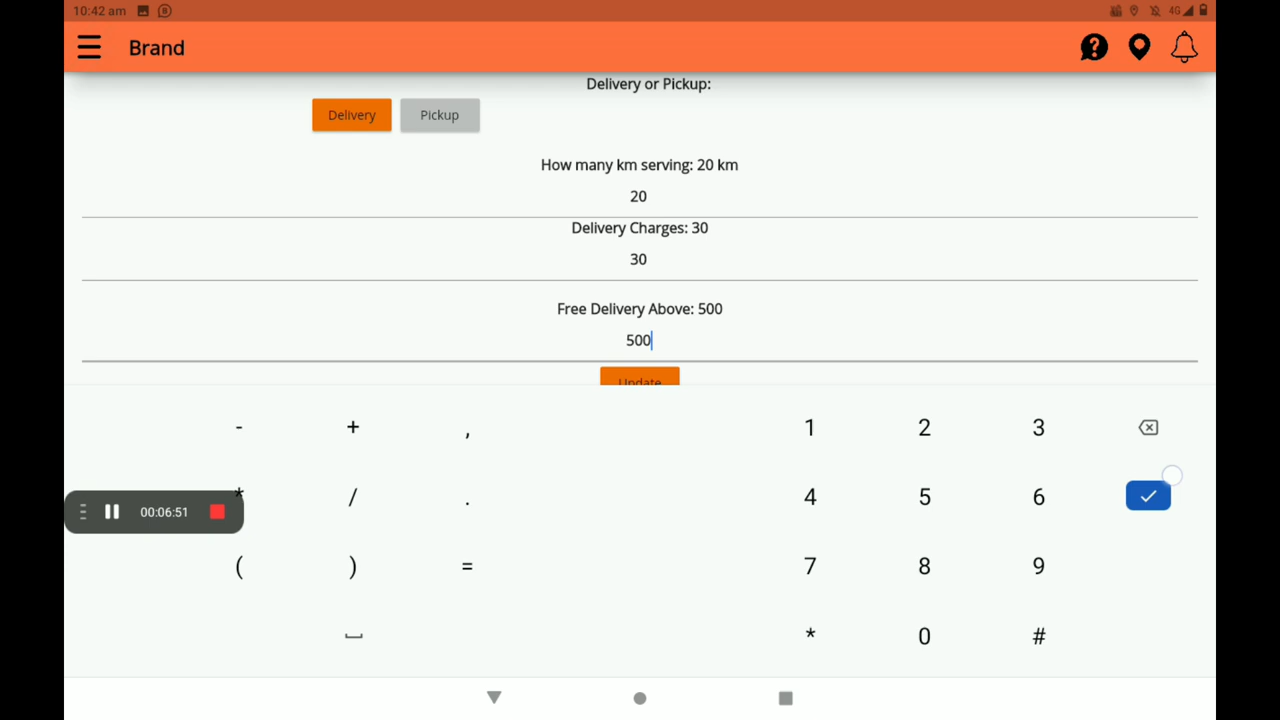 10:42 am
4G
Brand
Delivery or Pickup:
Delivery Pickup
How many km serving: 20 km
20
Delivery Charges: 30
30
Free Delivery Above: 500
500
Update
- + , 1 2 3
* / . 4 5 6
00:06:51
( ) = 7 8 9
* 0 #